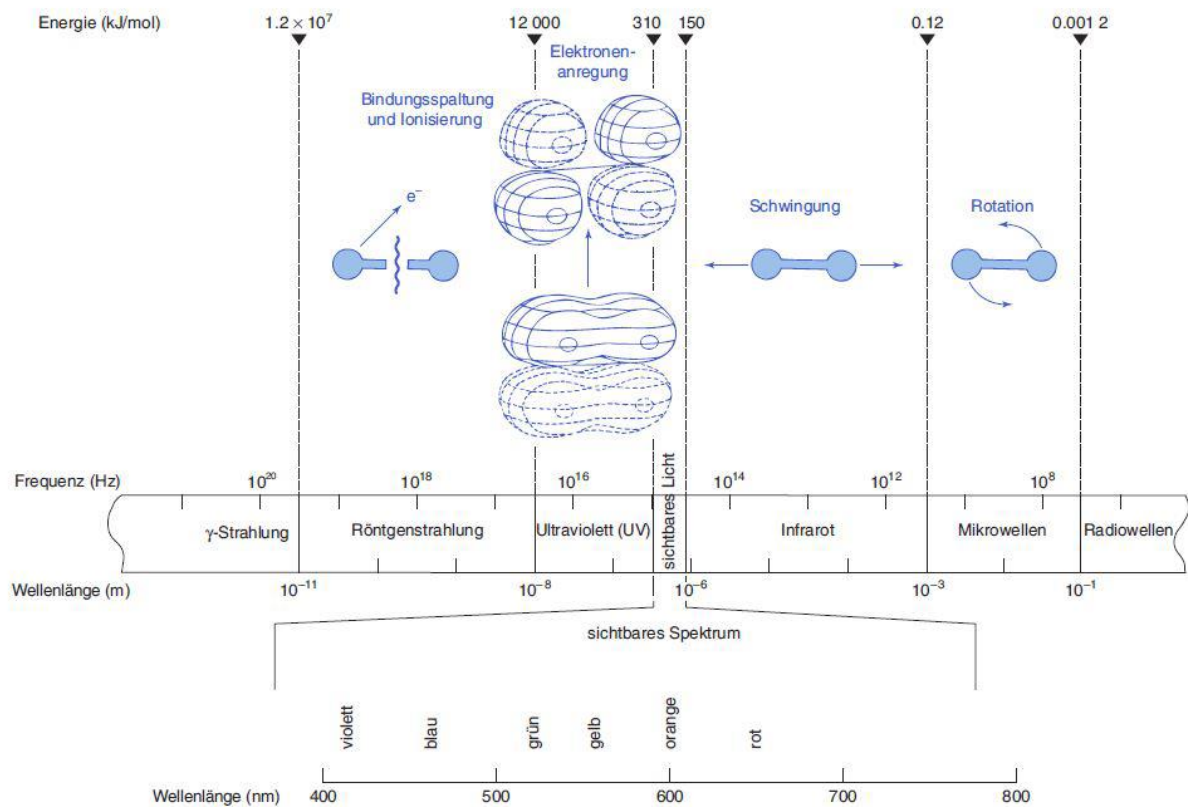 Energie (kJ/mol) 1.2 × 10⁷ 12 000 310 150 0.12 0.001 2
Elektronen-
anregung
Bindungsspaltung
und Ionisierung
e⁻
Schwingung Rotation
Frequenz (Hz) 10²⁰ 10¹⁸ 10¹⁶ sichtbares Licht 10¹⁴ 10¹² 10⁸
γ-Strahlung Röntgenstrahlung Ultraviolett (UV) Infrarot Mikrowellen Radiowellen
Wellenlänge (m) 10⁻¹¹ 10⁻⁸ 10⁻⁶ 10⁻³ 10⁻¹
sichtbares Spektrum
violett blau grün gelb orange rot
Wellenlänge (nm) 400 500 600 700 800